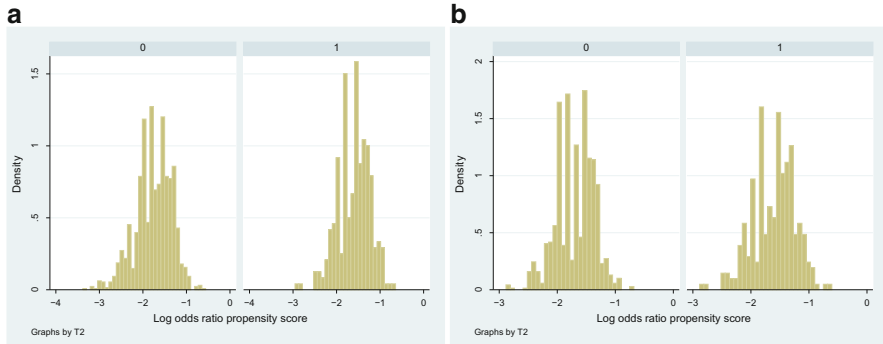 a
b
0 1
0 1
Density
0 .5 1 1.5
−4 −3 −2 −1 0
−4 −3 −2 −1 0
Log odds ratio propensity score
Graphs by T2
Density
0 .5 1 1.5 2
−3 −2 −1 0
−3 −2 −1 0
Log odds ratio propensity score
Graphs by T2